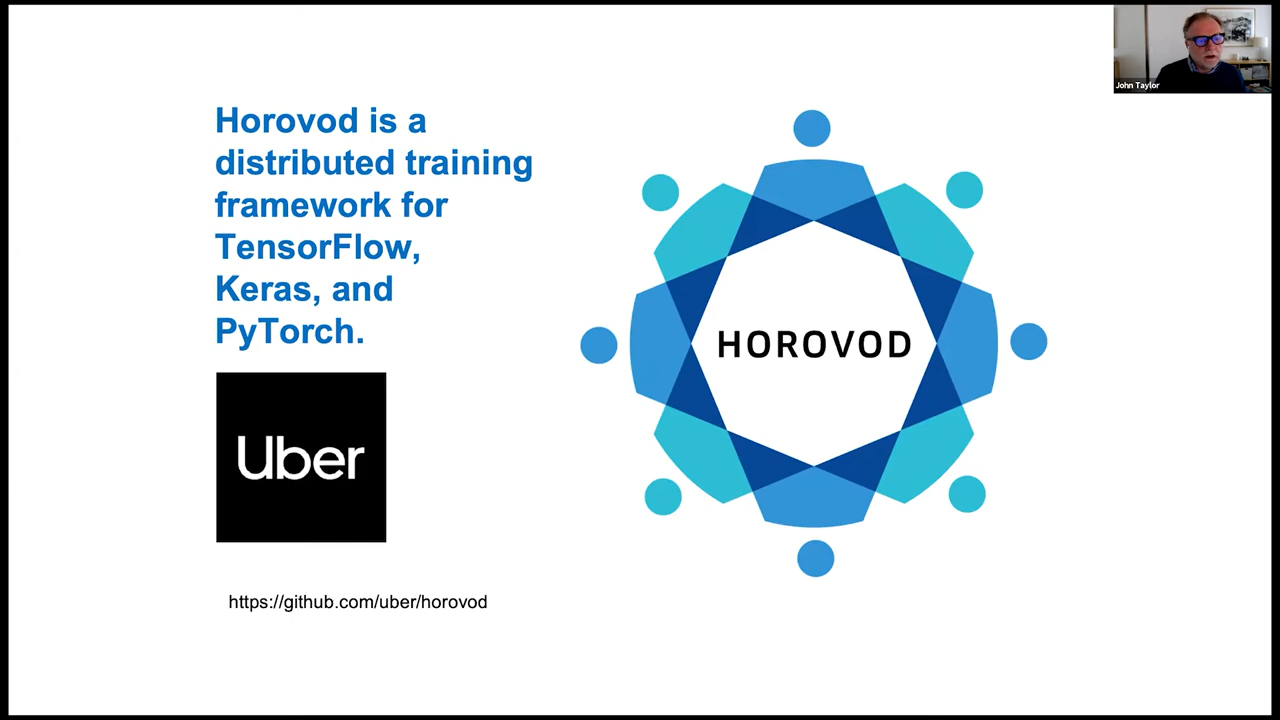 John Taylor
Horovod is a
distributed training
framework for
TensorFlow,
Keras, and
PyTorch.
HOROVOD
Uber
https://github.com/uber/horovod